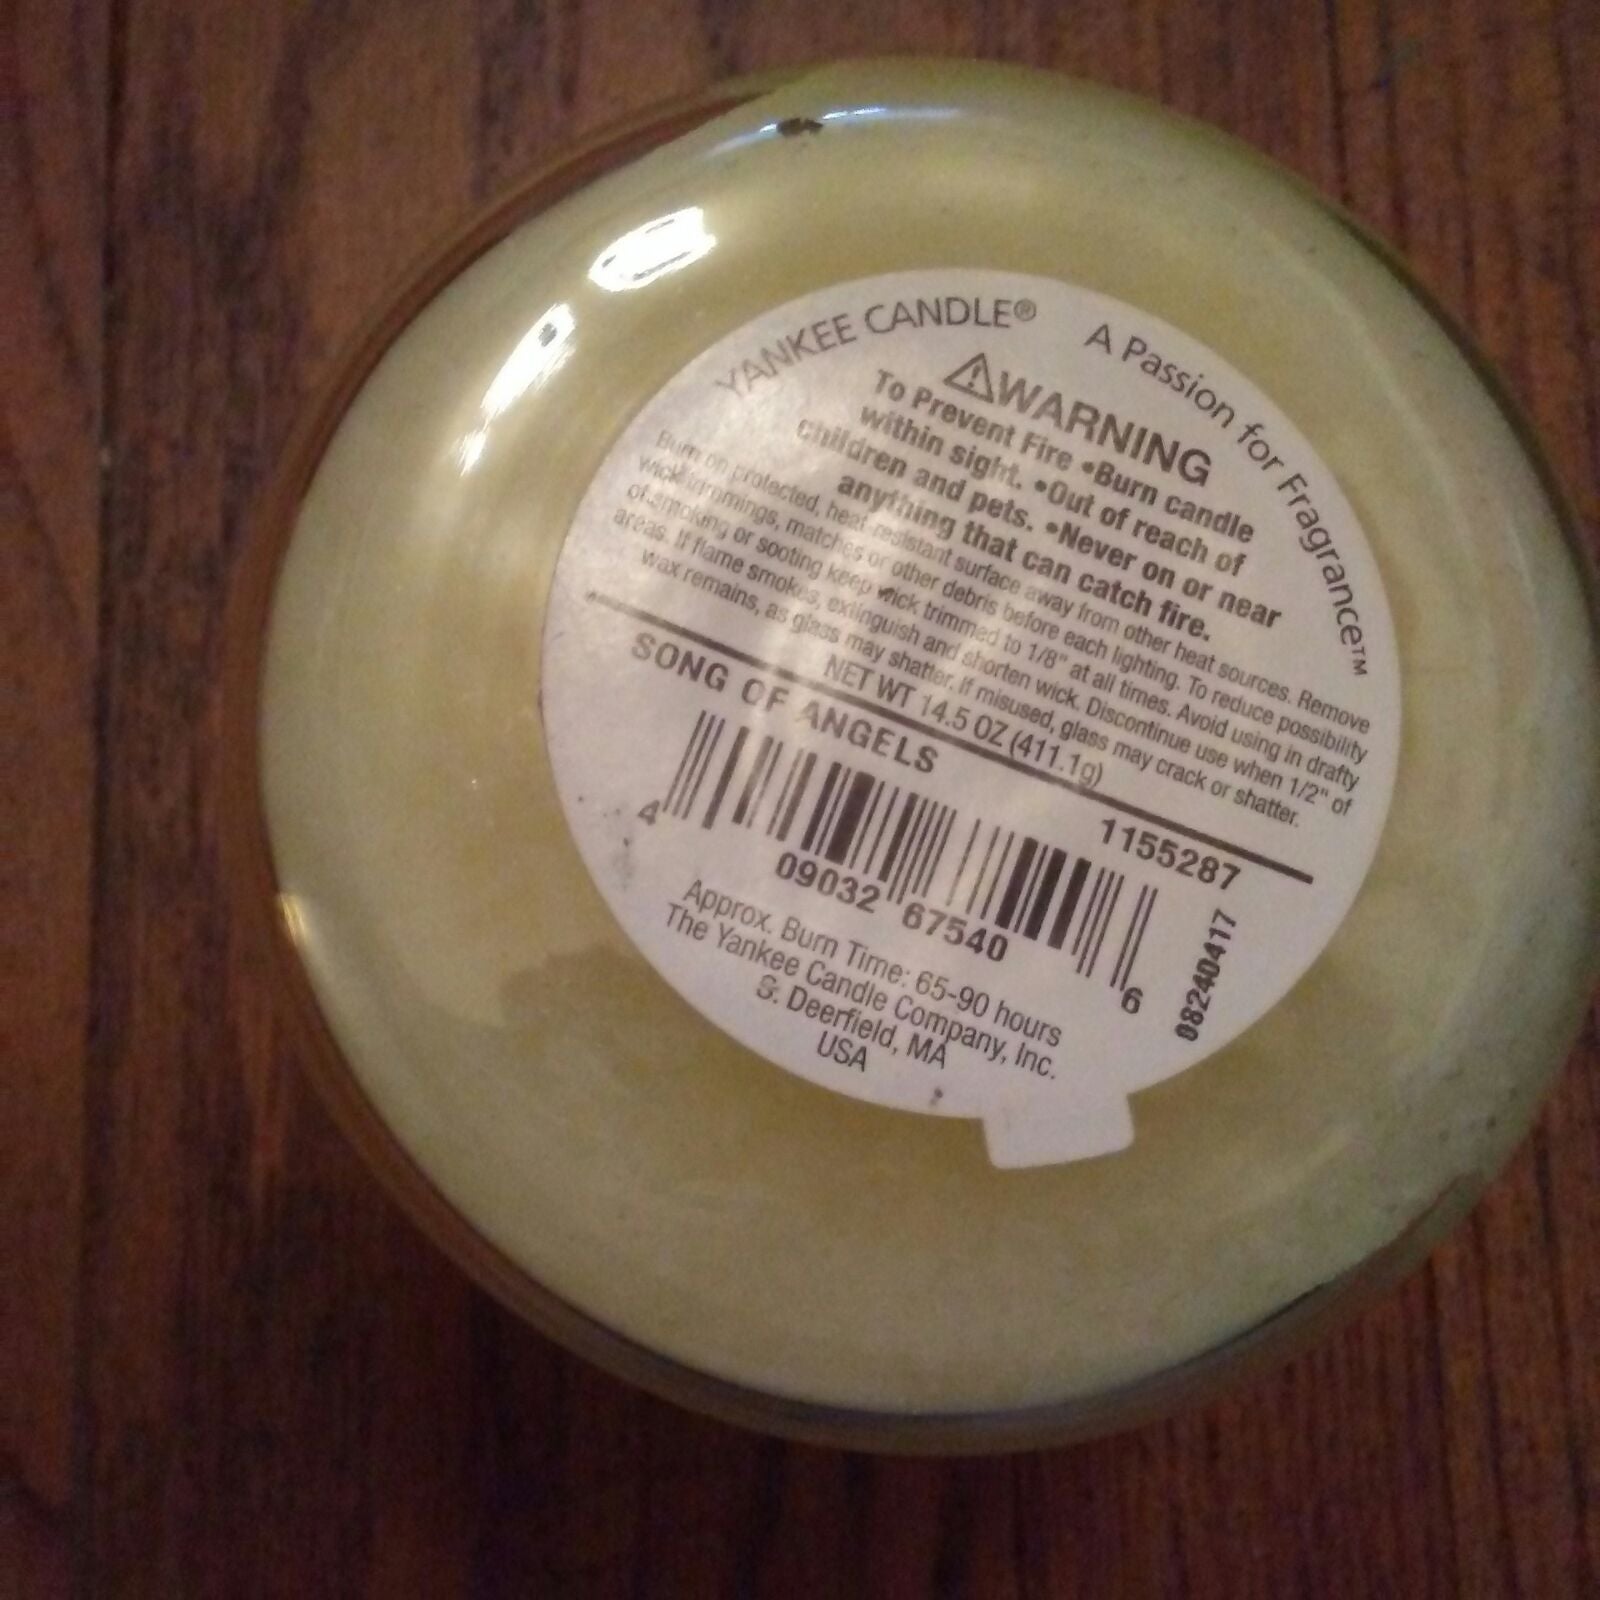 YANKEE CANDLE® A Passion for Fragrance™
⚠WARNING
To Prevent Fire •Burn candle
within sight. •Out of reach of
children and pets. •Never on or near
anything that can catch fire.
Burn on protected, heat-resistant surface away from other heat sources. Remove
wick trimmings, matches or other debris before each lighting. To reduce possibility
of smoking or sooting keep wick trimmed to 1/8" at all times. Avoid using in drafty
areas. If flame smokes, extinguish and shorten wick. Discontinue use when 1/2" of
wax remains, as glass may shatter. If misused, glass may crack or shatter.
NET WT 14.5 OZ (411.1g)
SONG OF ANGELS 1155287
4 09032 67540 6
08240417
Approx. Burn Time: 65-90 hours
The Yankee Candle Company, Inc.
S. Deerfield, MA
USA